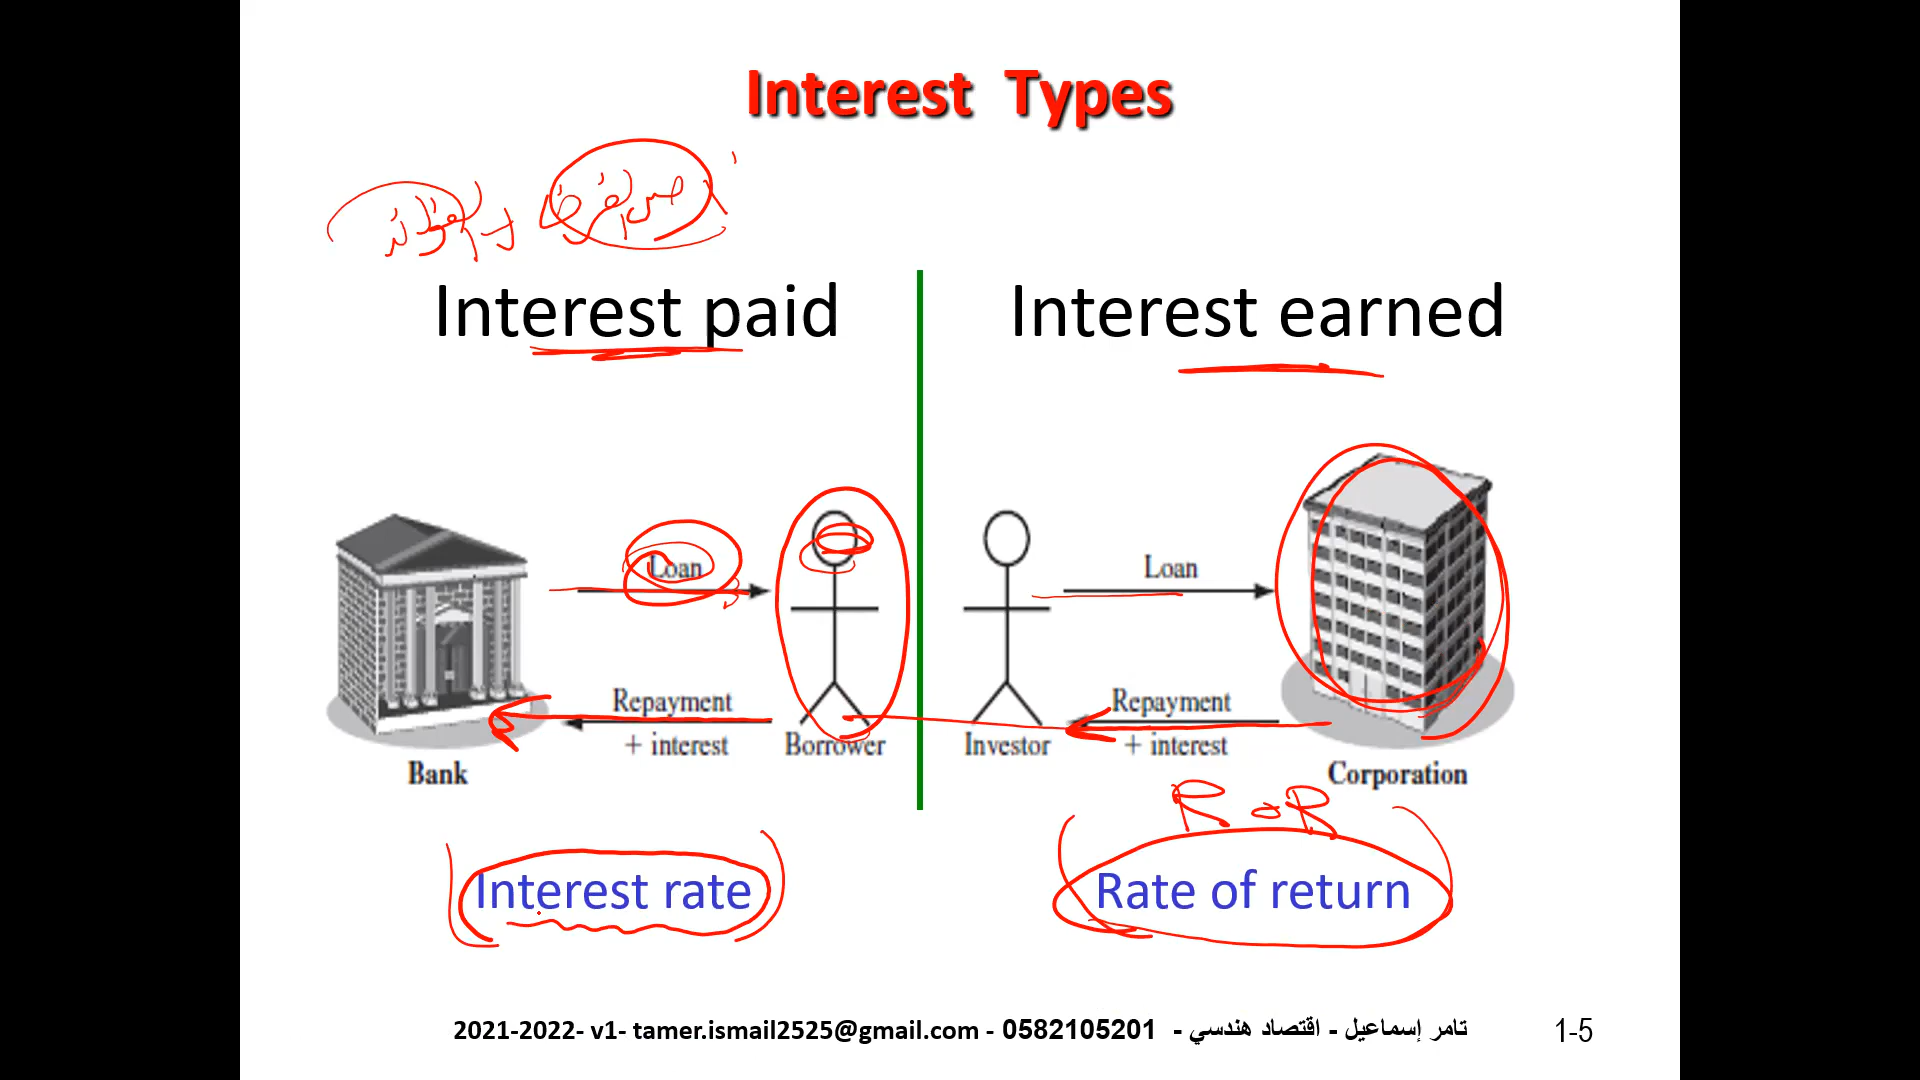 Interest Types
Interest paid
Interest earned
Loan
Repayment
+ interest
Bank
Borrower
Loan
Repayment
+ interest
Investor
Corporation
R o R
Interest rate
Rate of return
2021-2022- v1- tamer.ismail2525@gmail.com - 0582105201 - تامر إسماعيل - اقتصاد هندسي
1-5